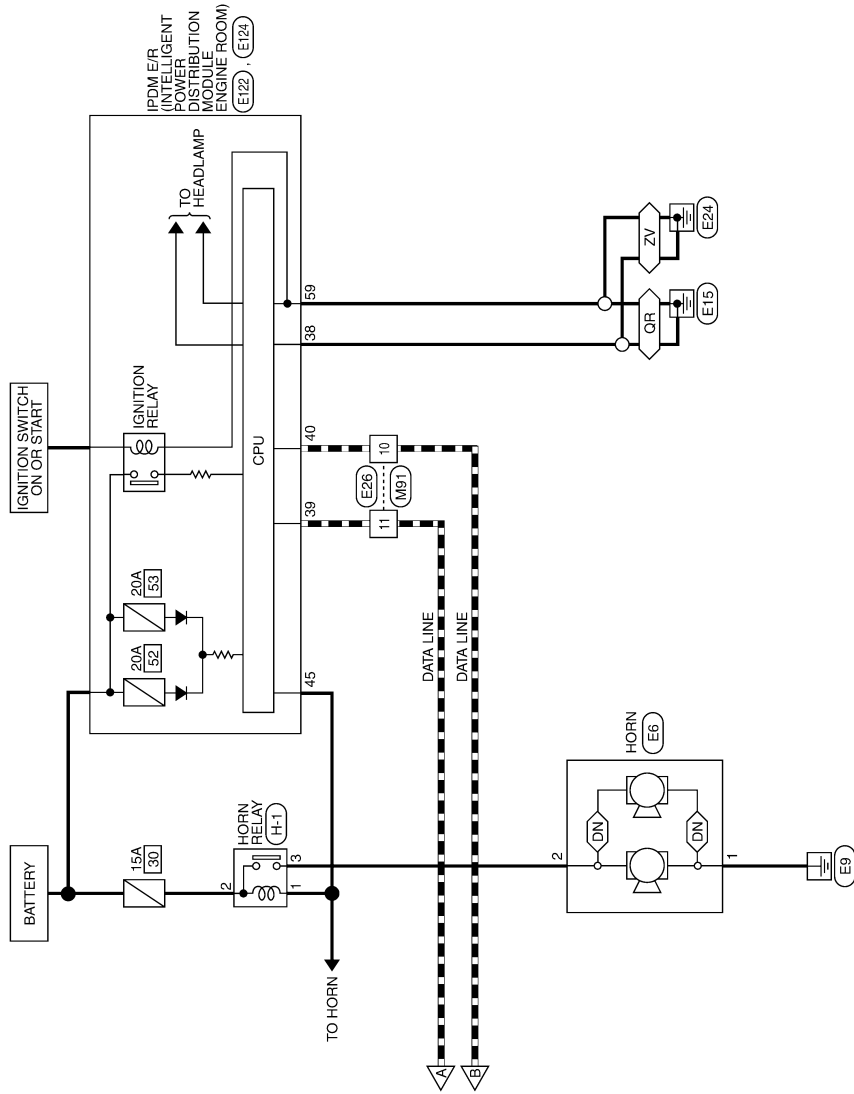 BATTERY
IGNITION SWITCH
ON OR START
IPDM E/R
(INTELLIGENT
POWER
DISTRIBUTION
MODULE
ENGINE ROOM)
E122 , E124
15A
30
20A
52
20A
53
IGNITION
RELAY
TO
HEADLAMP
HORN
RELAY
H-1
2
1
3
CPU
45
39
40
38
59
TO HORN
11
10
E26
M91
DATA LINE
DATA LINE
A
B
HORN
E6
2
DN
DN
1
E9
QR
ZV
E15
E24